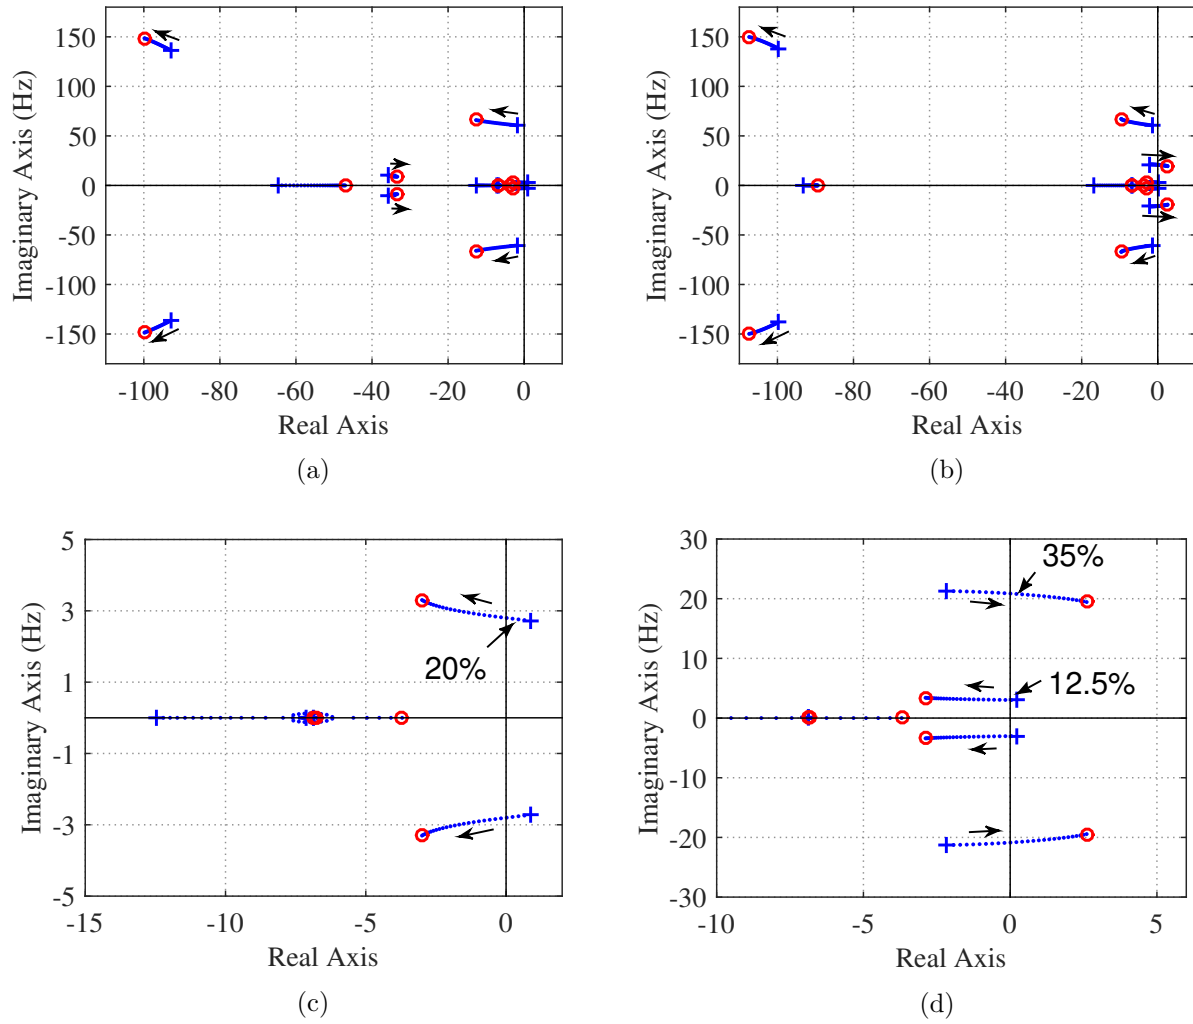 150
100
50
0
-50
-100
-150
Imaginary Axis (Hz)
-100 -80 -60 -40 -20 0
Real Axis
(a)
150
100
50
0
-50
-100
-150
Imaginary Axis (Hz)
-100 -80 -60 -40 -20 0
Real Axis
(b)
5
3
1
-1
-3
-5
Imaginary Axis (Hz)
20%
-15 -10 -5 0
Real Axis
(c)
30
20
10
0
-10
-20
-30
Imaginary Axis (Hz)
35%
12.5%
-10 -5 0 5
Real Axis
(d)